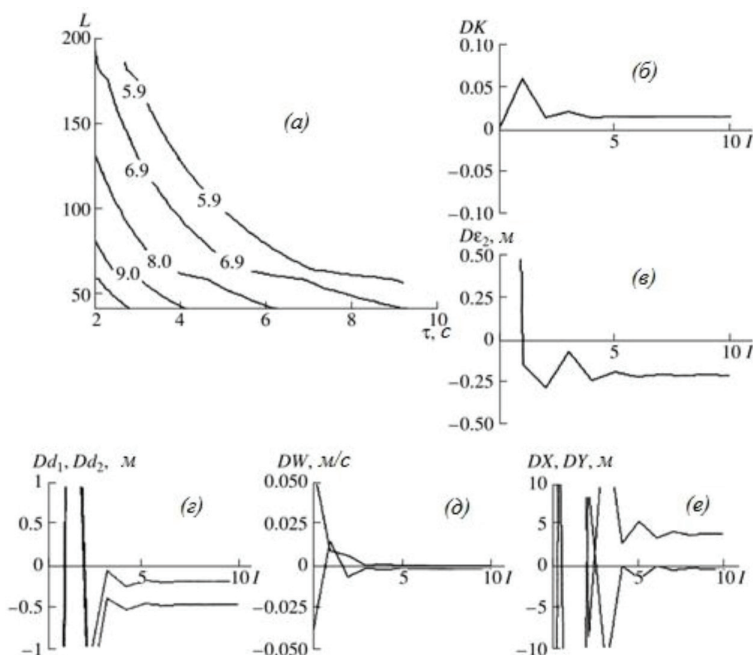 L
200
150
100
50
2
4
6
8
10
τ, с
(а)
5.9
6.9
5.9
8.0
6.9
9.0
DK
0.10
0.05
0
−0.05
−0.10
5
10 I
(б)
Dε₂, м
0.50
0.25
0
−0.25
−0.50
5
10 I
(в)
Dd₁, Dd₂, м
1
0.5
0
−0.5
−1
5
10 I
(г)
DW, м/с
0.050
0.025
0
−0.025
−0.050
5
10 I
(д)
DX, DY, м
10
5
0
−5
−10
5
10 I
(е)